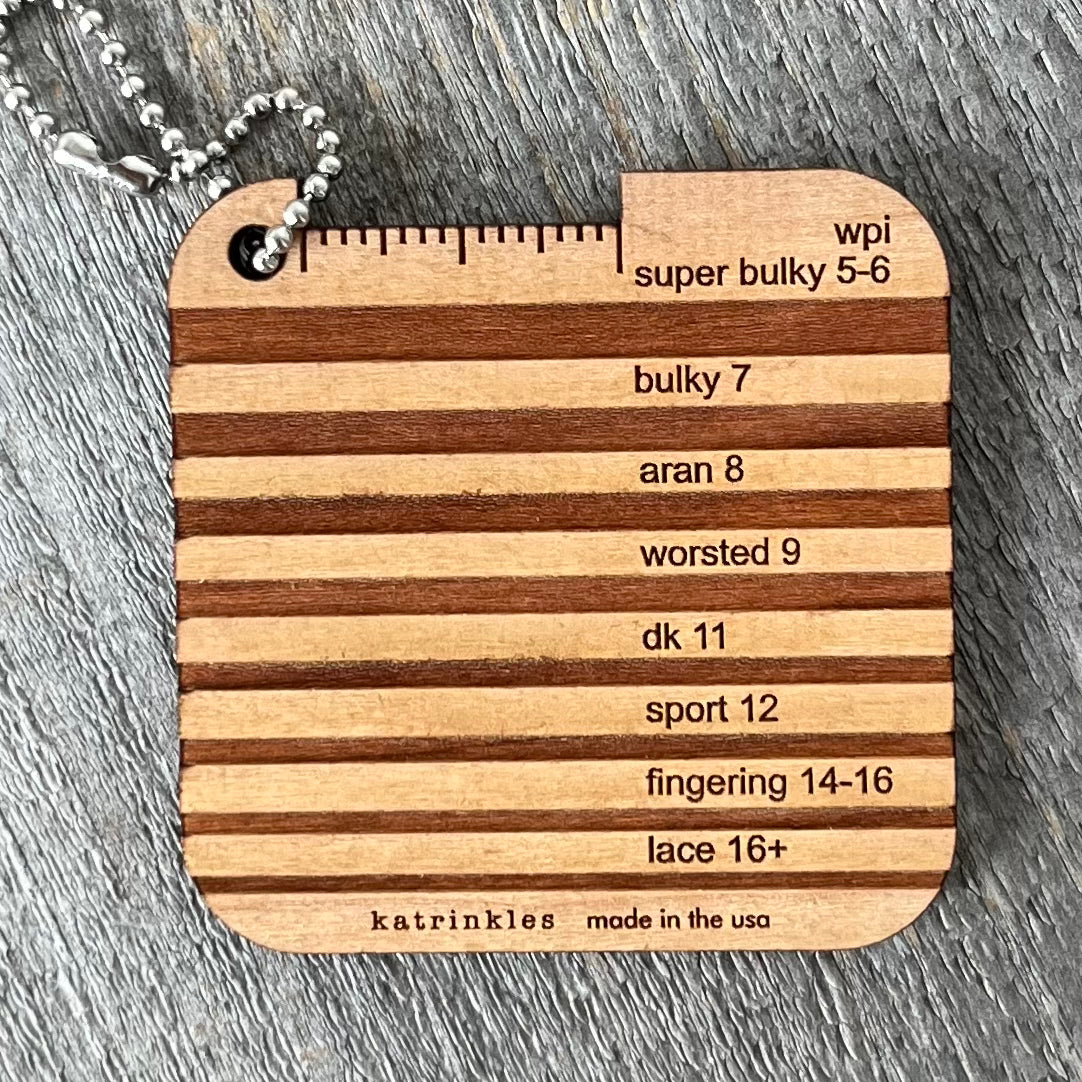 wpi
super bulky 5-6
bulky 7
aran 8
worsted 9
dk 11
sport 12
fingering 14-16
lace 16+
katrinkles made in the usa